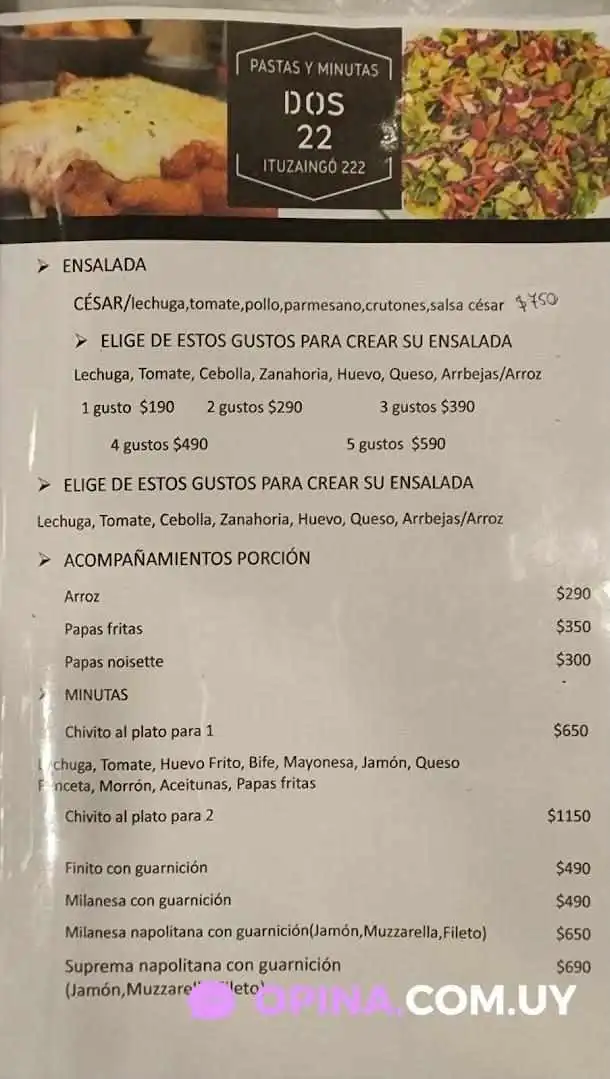 PASTAS Y MINUTAS
DOS
22
ITUZAINGÓ 222
ENSALADA
CÉSAR/lechuga,tomate,pollo,parmesano,crutones,salsa césar $750
ELIGE DE ESTOS GUSTOS PARA CREAR SU ENSALADA
Lechuga, Tomate, Cebolla, Zanahoria, Huevo, Queso, Arrbejas/Arroz
1 gusto $190 2 gustos $290 3 gustos $390
4 gustos $490 5 gustos $590
ELIGE DE ESTOS GUSTOS PARA CREAR SU ENSALADA
Lechuga, Tomate, Cebolla, Zanahoria, Huevo, Queso, Arrbejas/Arroz
ACOMPAÑAMIENTOS PORCIÓN
Arroz $290
Papas fritas $350
Papas noisette $300
MINUTAS
Chivito al plato para 1 $650
Lechuga, Tomate, Huevo Frito, Bife, Mayonesa, Jamón, Queso
Panceta, Morrón, Aceitunas, Papas fritas
Chivito al plato para 2 $1150
Finito con guarnición $490
Milanesa con guarnición $490
Milanesa napolitana con guarnición(Jamón,Muzzarella,Fileto) $650
Suprema napolitana con guarnición $690
(Jamón,Muzzarella,Fileto)
OPINA.COM.UY